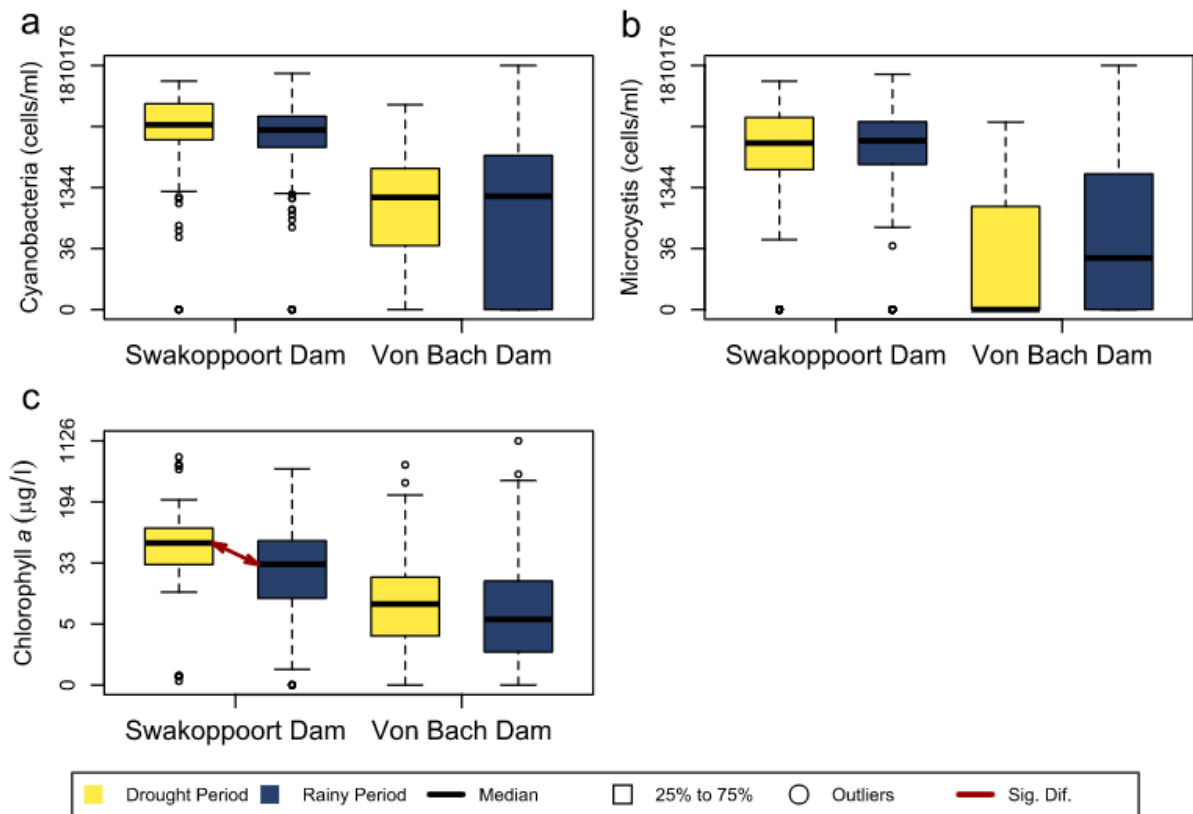 a
Cyanobacteria (cells/ml)
1810176
1344
36
0
Swakoppoort Dam
Von Bach Dam
b
Microcystis (cells/ml)
1810176
1344
36
0
Swakoppoort Dam
Von Bach Dam
c
Chlorophyll a (µg/l)
1126
194
33
5
0
Swakoppoort Dam
Von Bach Dam
Drought Period Rainy Period Median 25% to 75% Outliers Sig. Dif.